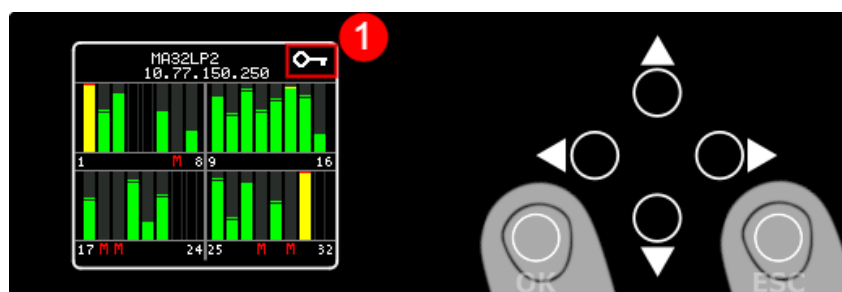 1
MA32LP2
10.77.150.250
1 M 8 9 16
17 M M 24 25 M M 32
OK ESC